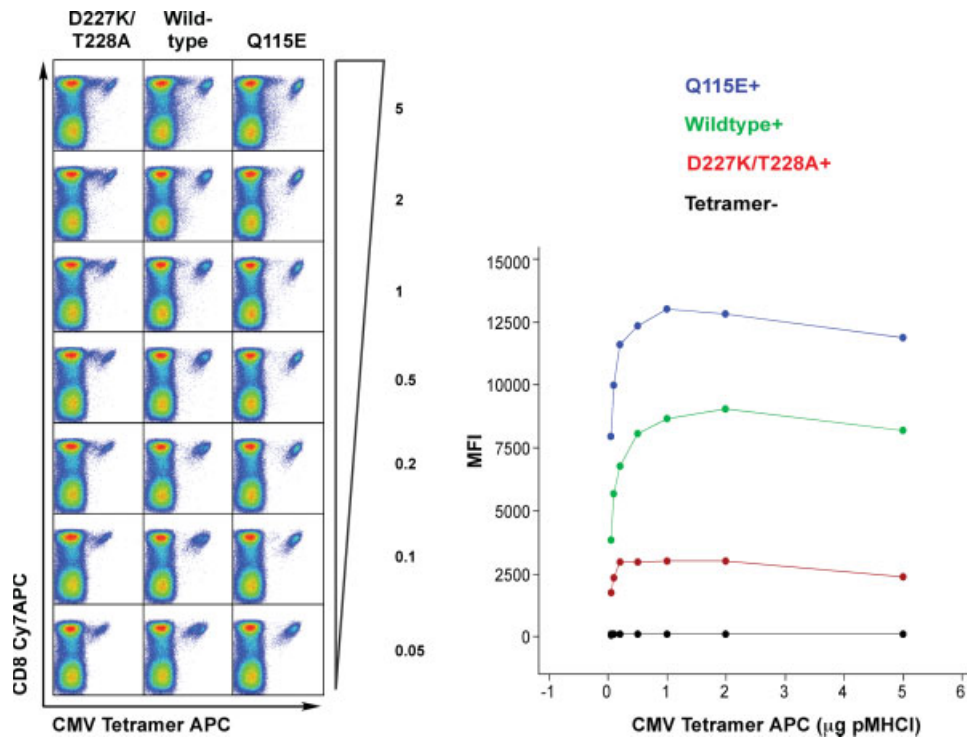 D227K/
T228A
Wild-
type
Q115E
5
2
1
0.5
0.2
0.1
0.05
CD8 Cy7APC
CMV Tetramer APC
Q115E+
Wildtype+
D227K/T228A+
Tetramer-
15000
12500
10000
7500
5000
2500
0
MFI
-1 0 1 2 3 4 5 6
CMV Tetramer APC (µg pMHCI)